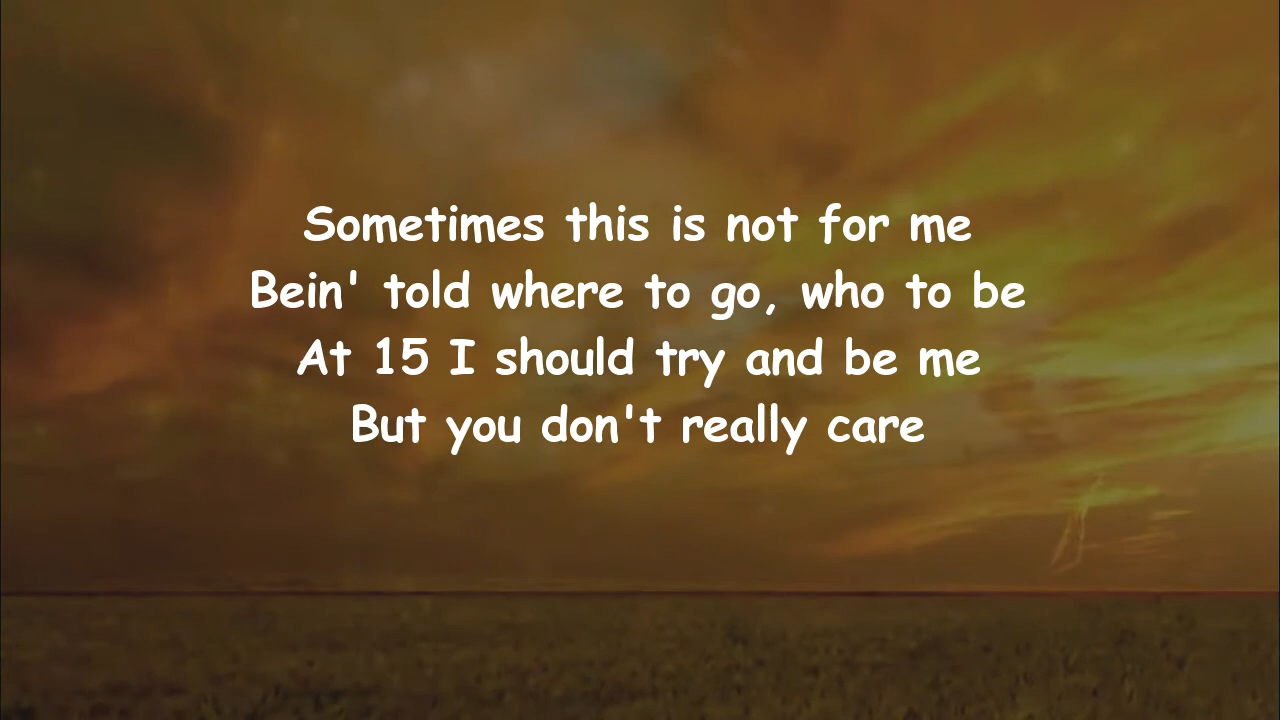 Sometimes this is not for me
Bein' told where to go, who to be
At 15 I should try and be me
But you don't really care